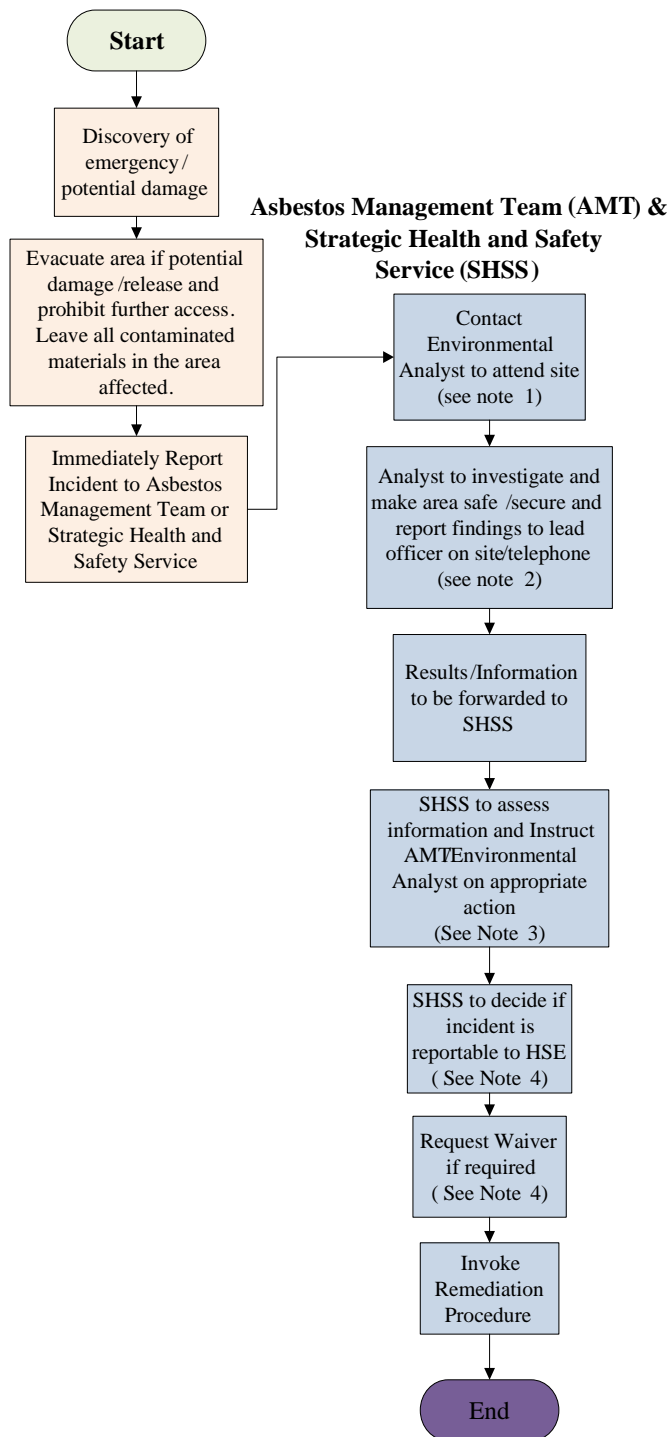 Start
Discovery of
emergency/
potential damage
Evacuate area if potential
damage /release and
prohibit further access.
Leave all contaminated
materials in the area
affected.
Immediately Report
Incident to Asbestos
Management Team or
Strategic Health and
Safety Service
Asbestos Management Team (AMT) &
Strategic Health and Safety
Service (SHSS)
Contact
Environmental
Analyst to attend site
(see note 1)
Analyst to investigate and
make area safe /secure and
report findings to lead
officer on site/telephone
(see note 2)
Results/Information
to be forwarded to
SHSS
SHSS to assess
information and Instruct
AMT/Environmental
Analyst on appropriate
action
(See Note 3)
SHSS to decide if
incident is
reportable to HSE
( See Note 4)
Request Waiver
if required
( See Note 4)
Invoke
Remediation
Procedure
End